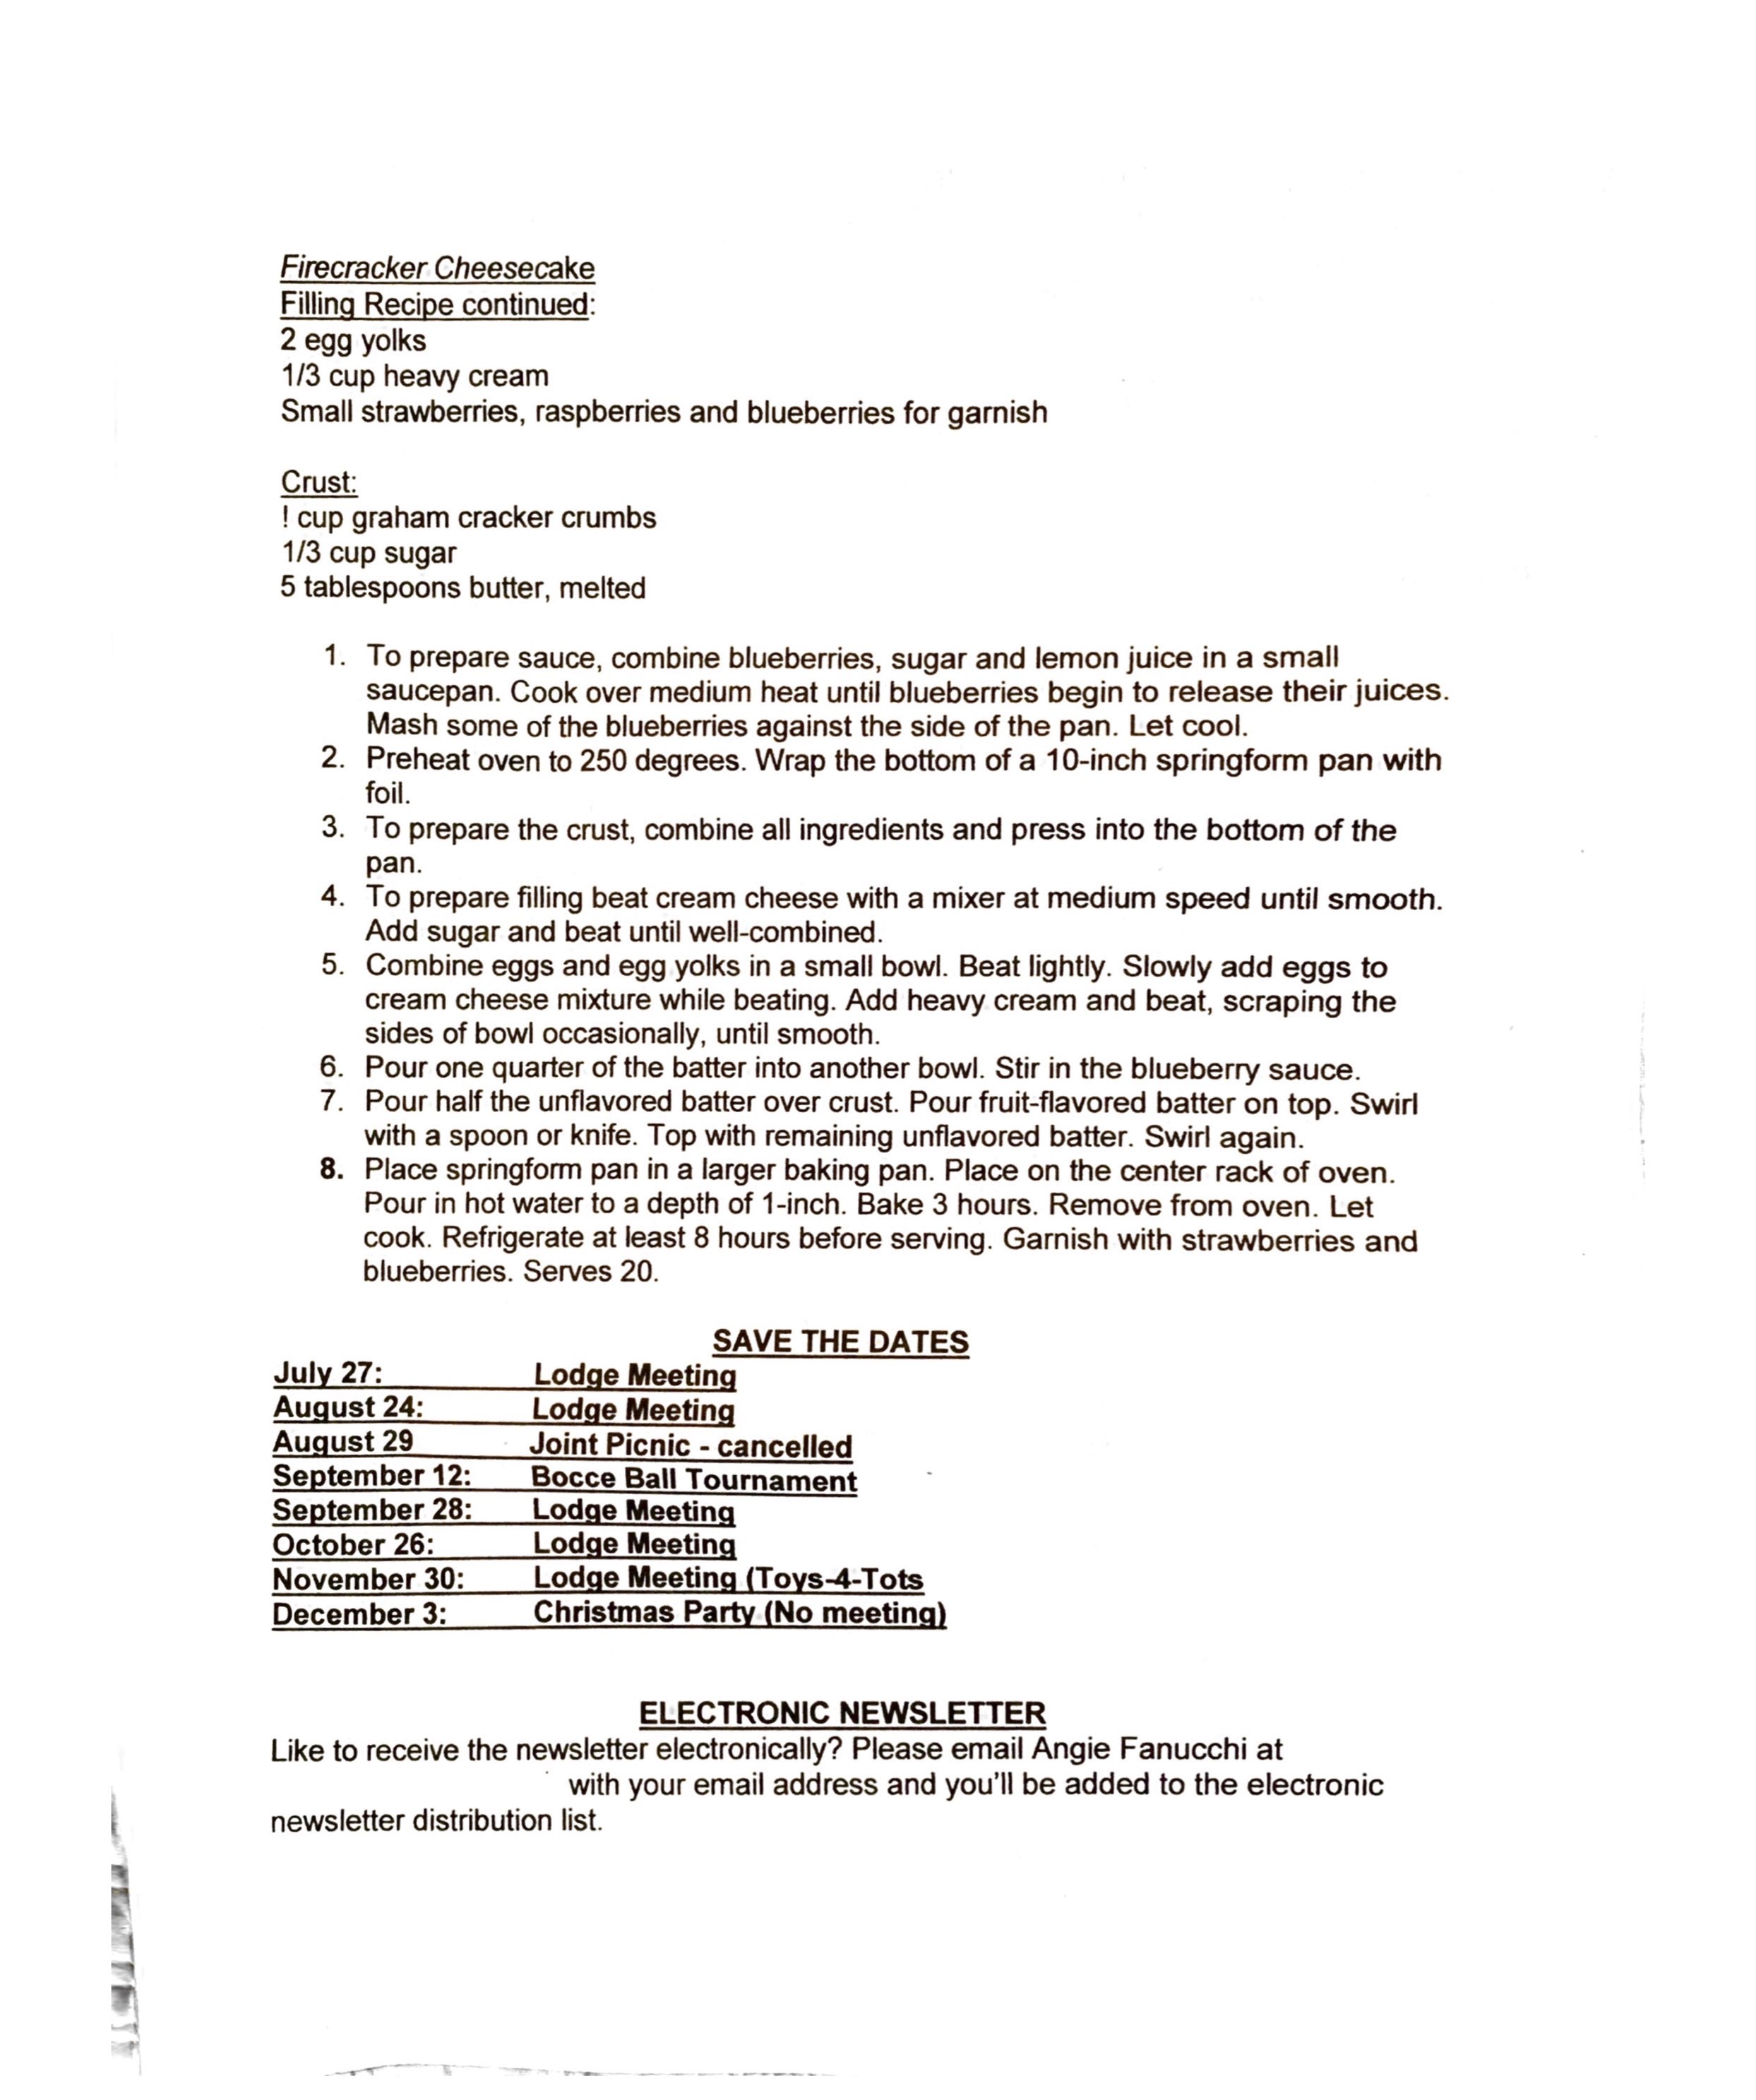 Firecracker Cheesecake
Filling Recipe continued:
2 egg yolks
1/3 cup heavy cream
Small strawberries, raspberries and blueberries for garnish
Crust:
! cup graham cracker crumbs
1/3 cup sugar
5 tablespoons butter, melted
1. To prepare sauce, combine blueberries, sugar and lemon juice in a small
saucepan. Cook over medium heat until blueberries begin to release their juices.
Mash some of the blueberries against the side of the pan. Let cool.
2. Preheat oven to 250 degrees. Wrap the bottom of a 10-inch springform pan with
foil.
3. To prepare the crust, combine all ingredients and press into the bottom of the
pan.
4. To prepare filling beat cream cheese with a mixer at medium speed until smooth.
Add sugar and beat until well-combined.
5. Combine eggs and egg yolks in a small bowl. Beat lightly. Slowly add eggs to
cream cheese mixture while beating. Add heavy cream and beat, scraping the
sides of bowl occasionally, until smooth.
6. Pour one quarter of the batter into another bowl. Stir in the blueberry sauce.
7. Pour half the unflavored batter over crust. Pour fruit-flavored batter on top. Swirl
with a spoon or knife. Top with remaining unflavored batter. Swirl again.
8. Place springform pan in a larger baking pan. Place on the center rack of oven.
Pour in hot water to a depth of 1-inch. Bake 3 hours. Remove from oven. Let
cook. Refrigerate at least 8 hours before serving. Garnish with strawberries and
blueberries. Serves 20.
SAVE THE DATES
July 27: Lodge Meeting
August 24: Lodge Meeting
August 29 Joint Picnic - cancelled
September 12: Bocce Ball Tournament
September 28: Lodge Meeting
October 26: Lodge Meeting
November 30: Lodge Meeting (Toys-4-Tots
December 3: Christmas Party (No meeting)
ELECTRONIC NEWSLETTER
Like to receive the newsletter electronically? Please email Angie Fanucchi at
with your email address and you'll be added to the electronic
newsletter distribution list.